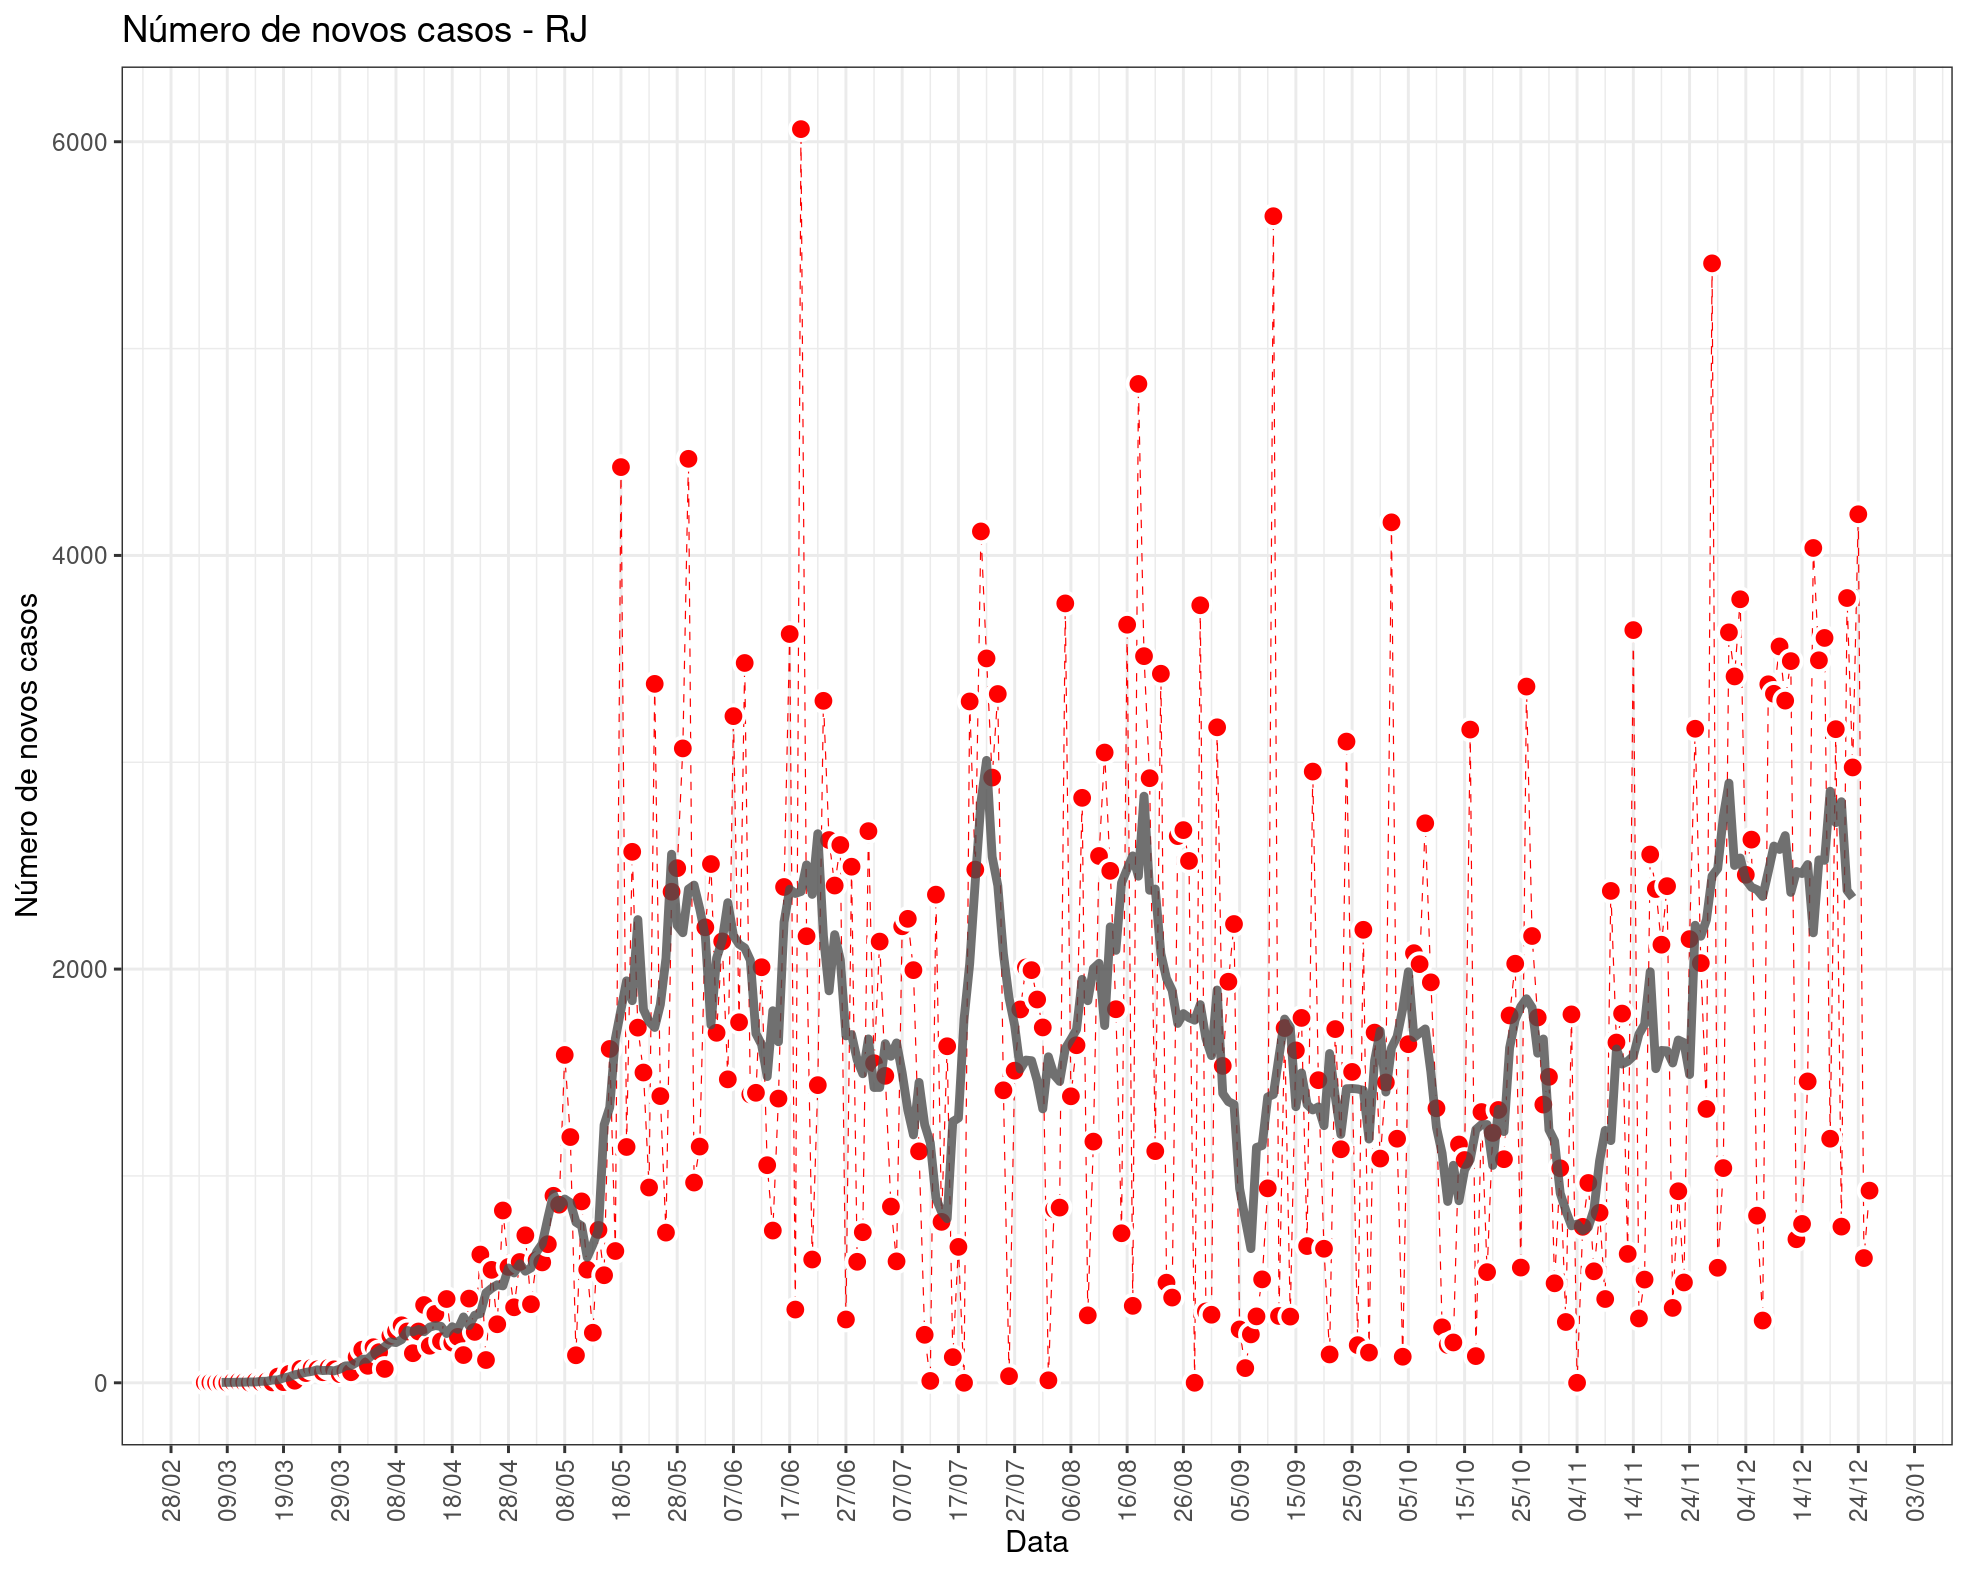 Número de novos casos - RJ
Número de novos casos
6000
4000
2000
0
28/02 09/03 19/03 29/03 08/04 18/04 28/04 08/05 18/05 28/05 07/06 17/06 27/06 07/07 17/07 27/07 06/08 16/08 26/08 05/09 15/09 25/09 05/10 15/10 25/10 04/11 14/11 24/11 04/12 14/12 24/12 03/01
Data